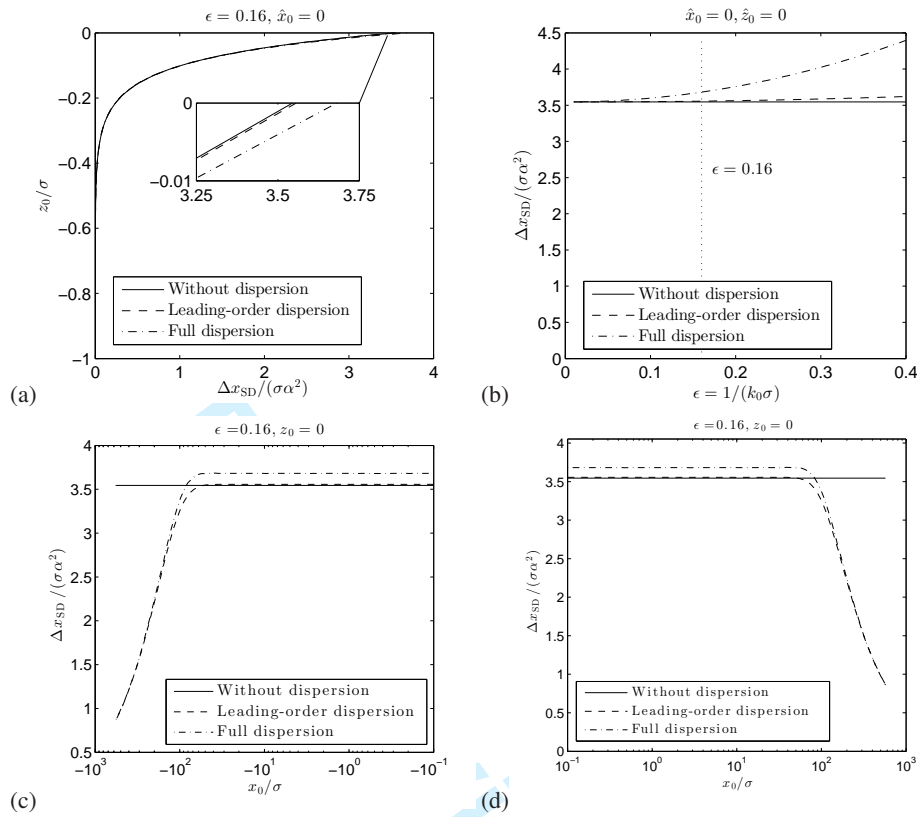 ϵ = 0.16, x̂₀ = 0
0
−0.2
−0.4
−0.6
−0.8
−1
z₀/σ
0
−0.01
3.25
3.5
3.75
Without dispersion
Leading-order dispersion
Full dispersion
0
1
2
3
4
Δx_SD/(σα²)
(a)
x̂₀ = 0, ẑ₀ = 0
4.5
4
3.5
3
2.5
2
1.5
1
0.5
0
Δx_SD/(σα²)
ϵ = 0.16
Without dispersion
Leading-order dispersion
Full dispersion
0
0.1
0.2
0.3
0.4
ϵ = 1/(k₀σ)
(b)
ϵ =0.16, z₀ = 0
4
3.5
3
2.5
2
1.5
1
0.5
Δx_SD/(σα²)
Without dispersion
Leading-order dispersion
Full dispersion
−10³
−10²
−10¹
−10⁰
−10⁻¹
x₀/σ
(c)
ϵ =0.16, z₀ = 0
4
3.5
3
2.5
2
1.5
1
0.5
0
Δx_SD/(σα²)
Without dispersion
Leading-order dispersion
Full dispersion
10⁻¹
10⁰
10¹
10²
10³
x₀/σ
(d)